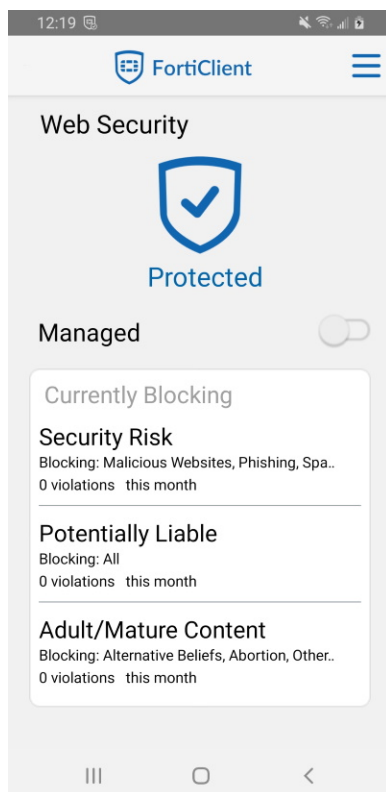 12:19
FortiClient
Web Security
Protected
Managed
Currently Blocking
Security Risk
Blocking: Malicious Websites, Phishing, Spa..
0 violations this month
Potentially Liable
Blocking: All
0 violations this month
Adult/Mature Content
Blocking: Alternative Beliefs, Abortion, Other..
0 violations this month